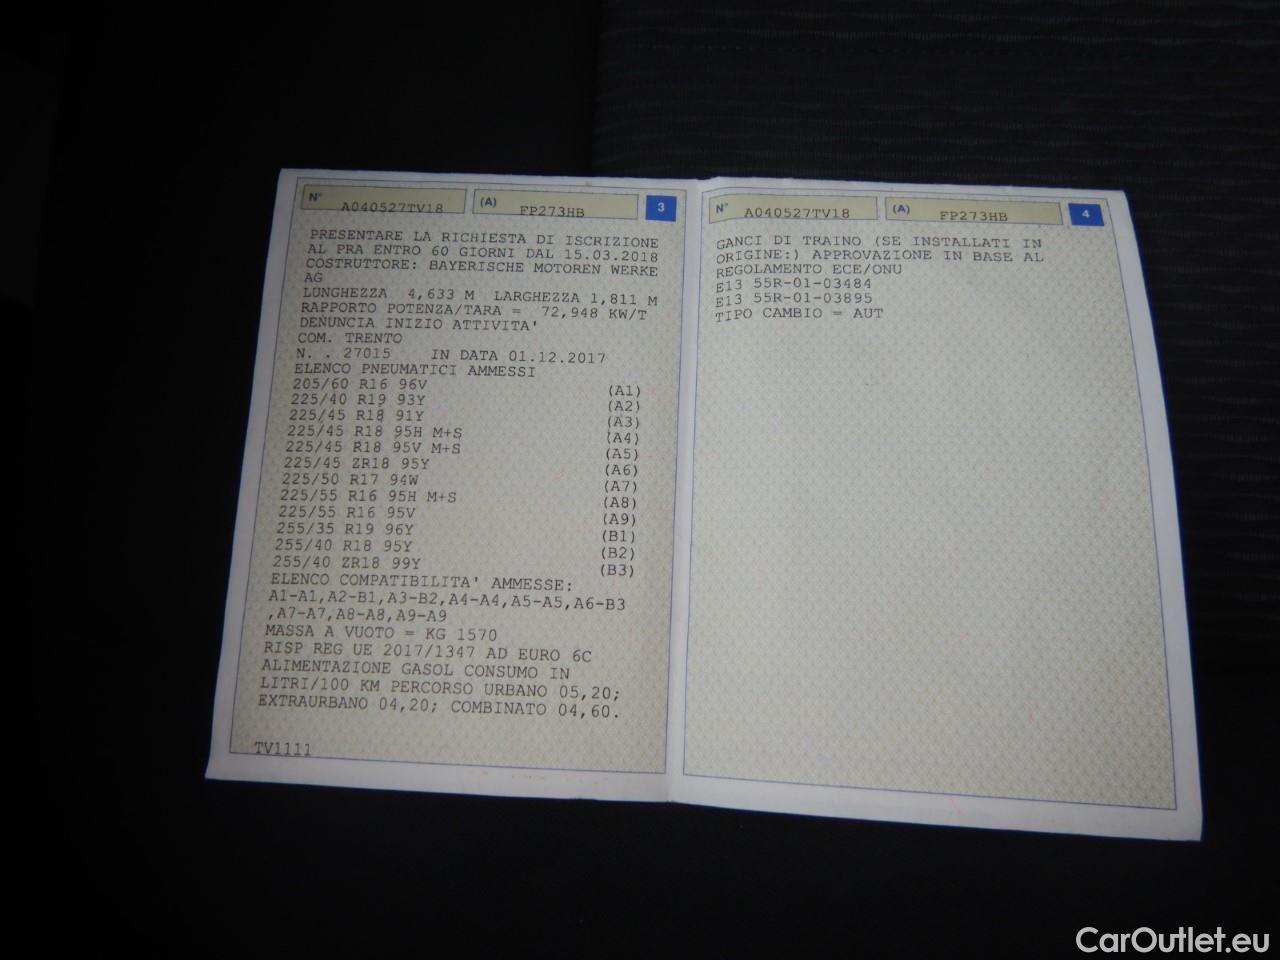 N° A040527TV18 (A) FP273HB 3
PRESENTARE LA RICHIESTA DI ISCRIZIONE
AL PRA ENTRO 60 GIORNI DAL 15.03.2018
COSTRUTTORE: BAYERISCHE MOTOREN WERKE
AG
LUNGHEZZA 4,633 M LARGHEZZA 1,811 M
RAPPORTO POTENZA/TARA = 72,948 KW/T
DENUNCIA INIZIO ATTIVITA'
COM. TRENTO
N. . 27015 IN DATA 01.12.2017
ELENCO PNEUMATICI AMMESSI
205/60 R16 96V (A1)
225/40 R19 93Y (A2)
225/45 R18 91Y (A3)
225/45 R18 95H M+S (A4)
225/45 R18 95V M+S (A5)
225/45 ZR18 95Y (A6)
225/50 R17 94W (A7)
225/55 R16 95H M+S (A8)
225/55 R16 95V (A9)
255/35 R19 96Y (B1)
255/40 R18 95Y (B2)
255/40 ZR18 99Y (B3)
ELENCO COMPATIBILITA' AMMESSE:
A1-A1,A2-B1,A3-B2,A4-A4,A5-A5,A6-B3
,A7-A7,A8-A8,A9-A9
MASSA A VUOTO = KG 1570
RISP REG UE 2017/1347 AD EURO 6C
ALIMENTAZIONE GASOL CONSUMO IN
LITRI/100 KM PERCORSO URBANO 05,20;
EXTRAURBANO 04,20; COMBINATO 04,60.
TV1111
N° A040527TV18 (A) FP273HB 4
GANCI DI TRAINO (SE INSTALLATI IN
ORIGINE:) APPROVAZIONE IN BASE AL
REGOLAMENTO ECE/ONU
E13 55R-01-03484
E13 55R-01-03895
TIPO CAMBIO = AUT
CarOutlet.eu